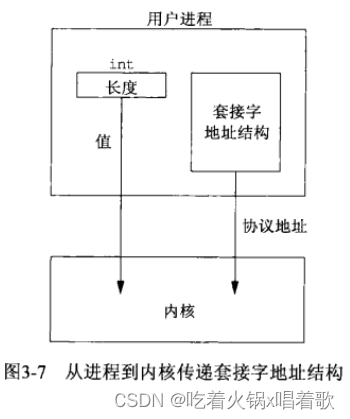 用户进程
int
长度
套接字
地址结构
值
协议地址
内核
图3-7 从进程到内核传递套接字地址结构
CSDN @吃着火锅x唱着歌